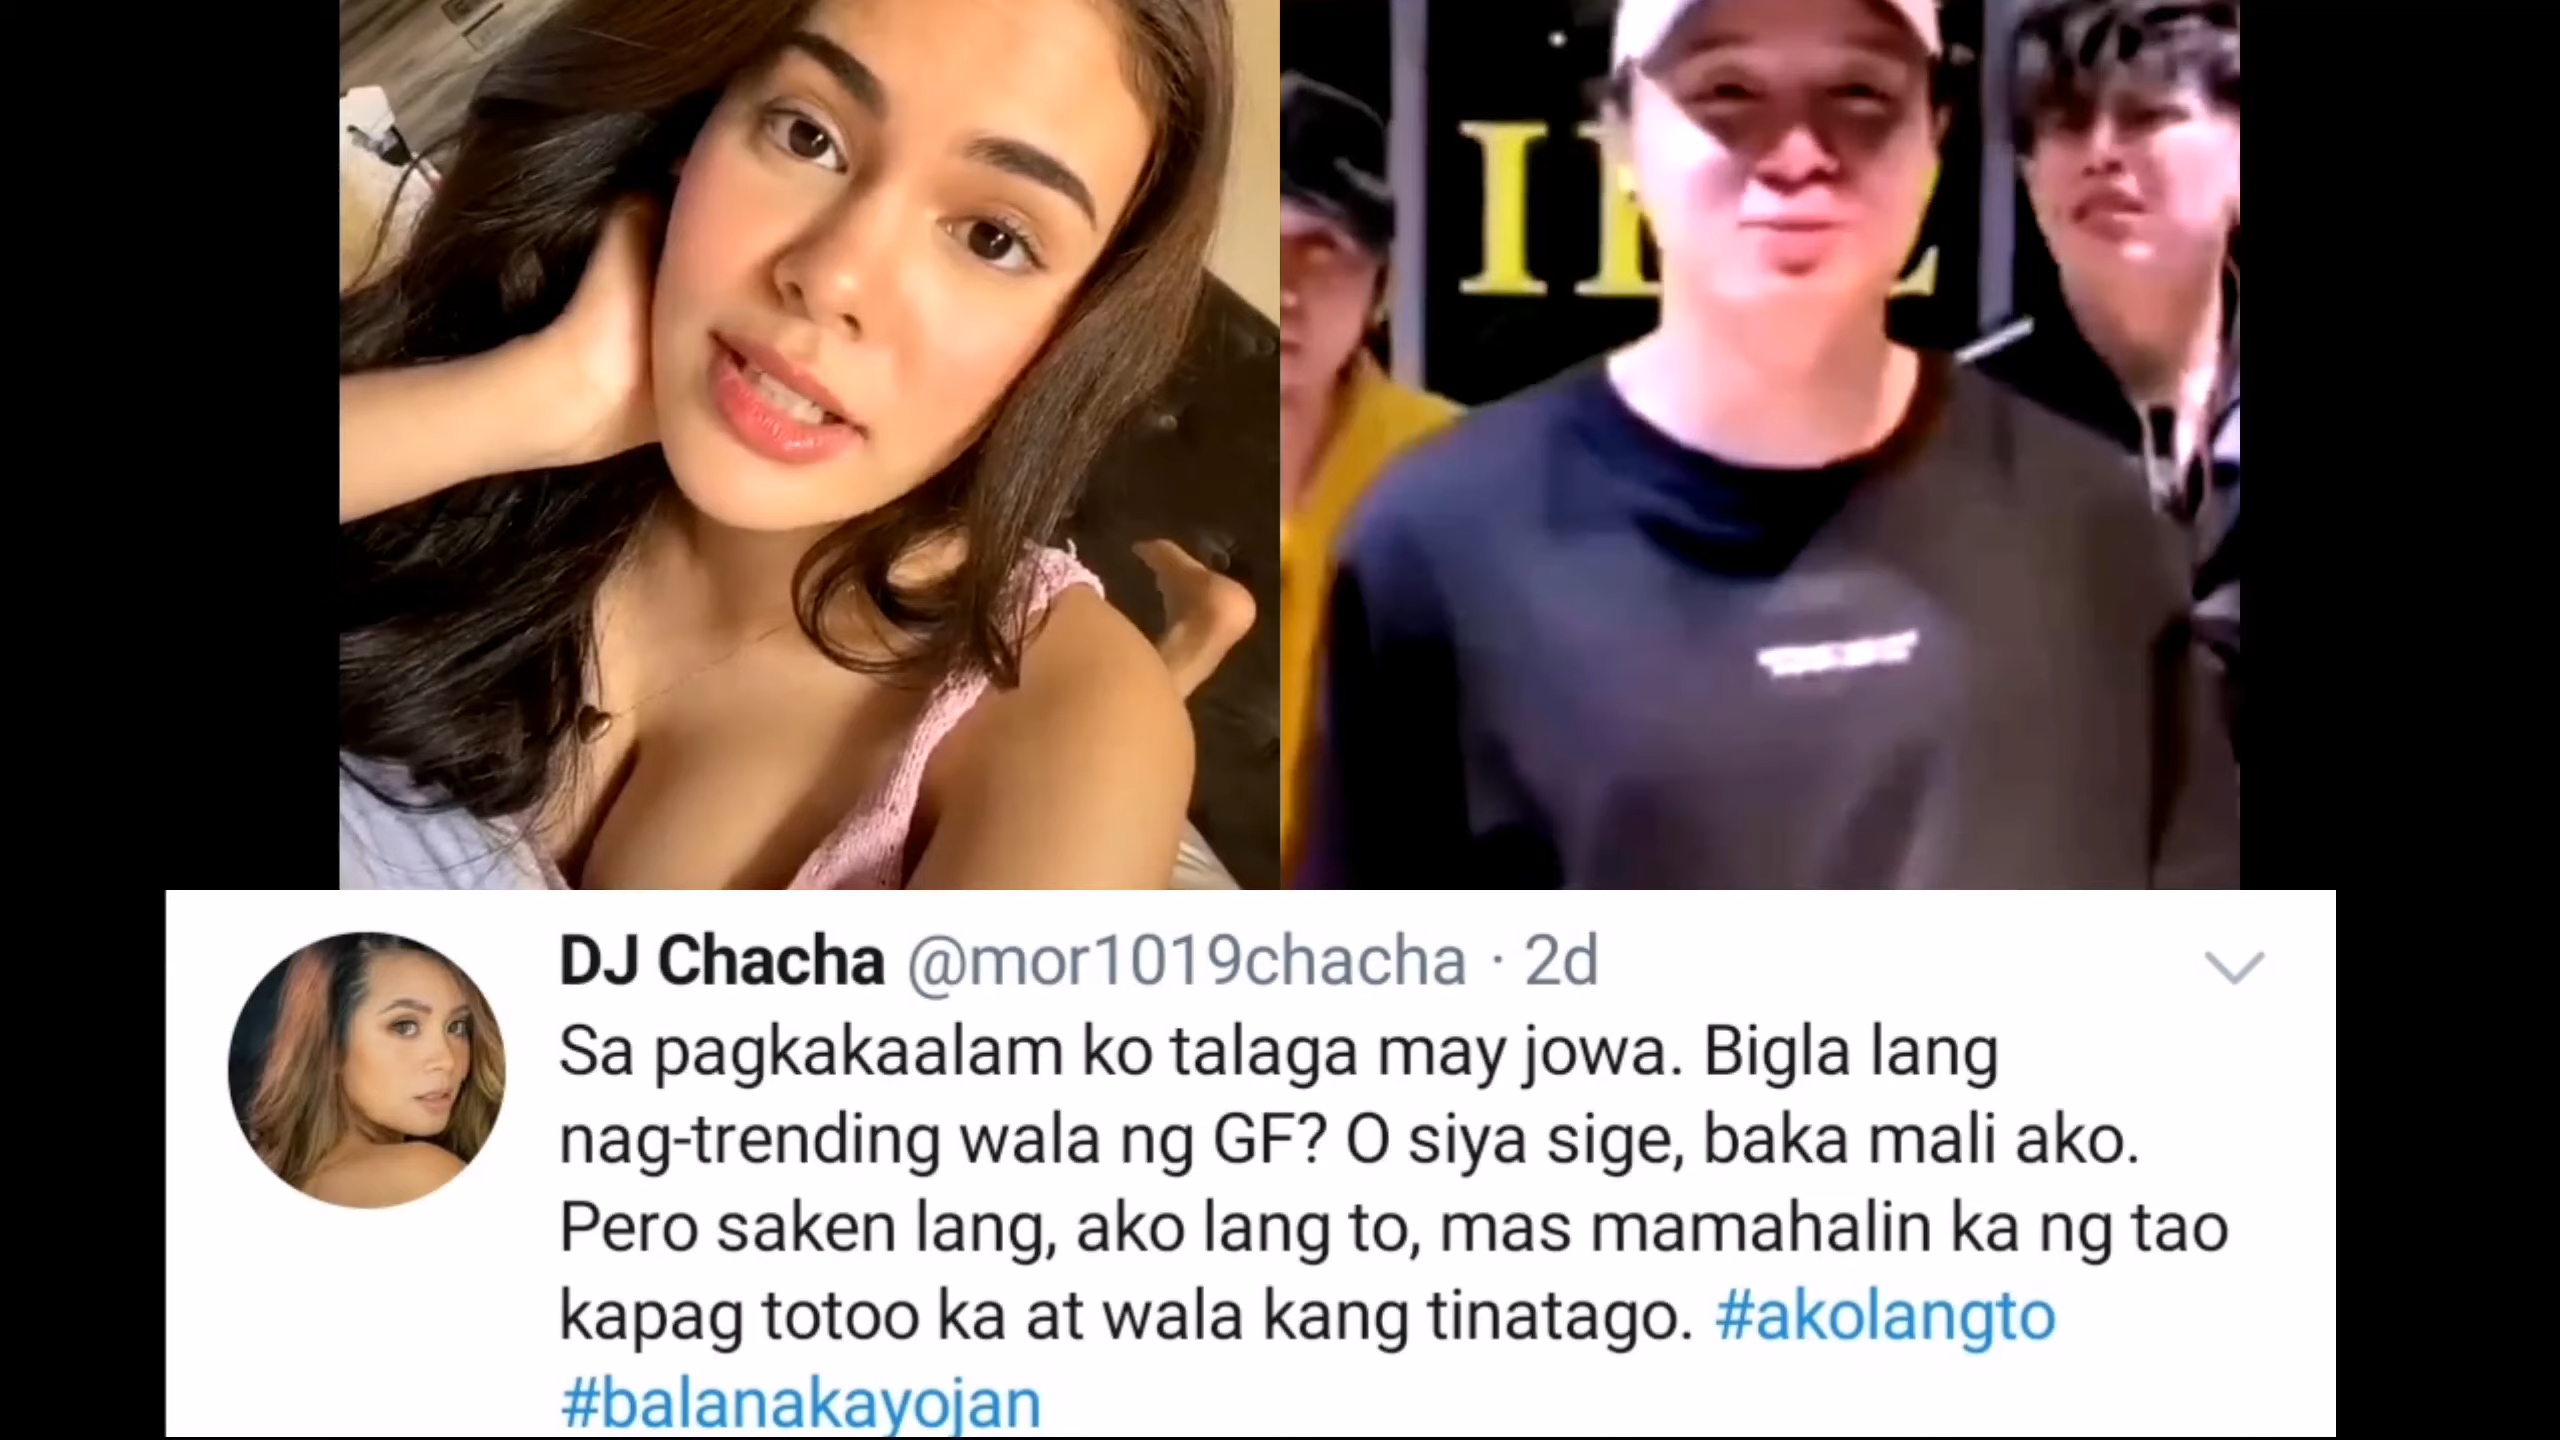 DJ Chacha @mor1019chacha · 2d
Sa pagkakaalam ko talaga may jowa. Bigla lang
nag-trending wala ng GF? O siya sige, baka mali ako.
Pero saken lang, ako lang to, mas mamahalin ka ng tao
kapag totoo ka at wala kang tinatago. #akolangto
#balanakayojan